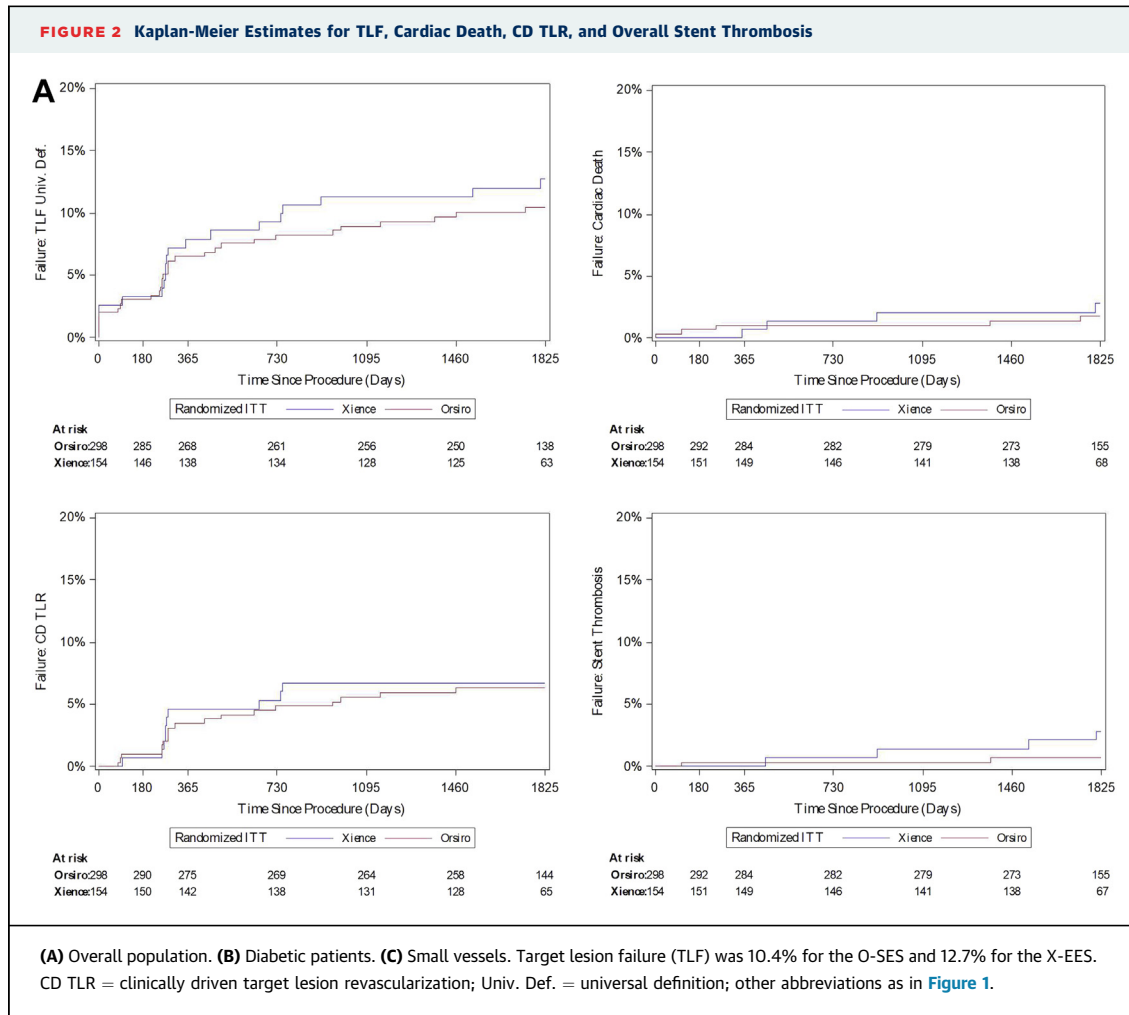 FIGURE 2 Kaplan-Meier Estimates for TLF, Cardiac Death, CD TLR, and Overall Stent Thrombosis
A
Failure: TLF Univ. Def.
20%
15%
10%
5%
0%
0 180 365 730 1095 1460 1825
Time Since Procedure (Days)
Randomized ITT Xience Orsiro
At risk
Orsiro:298 285 268 261 256 250 138
Xience:154 146 138 134 128 125 63
Failure: Cardiac Death
20%
15%
10%
5%
0%
0 180 365 730 1095 1460 1825
Time Since Procedure (Days)
Randomized ITT Xience Orsiro
At risk
Orsiro:298 292 284 282 279 273 155
Xience:154 151 149 146 141 138 68
Failure: CD TLR
20%
15%
10%
5%
0%
0 180 365 730 1095 1460 1825
Time Since Procedure (Days)
Randomized ITT Xience Orsiro
At risk
Orsiro:298 290 275 269 264 258 144
Xience:154 150 142 138 131 128 65
Failure: Stent Thrombosis
20%
15%
10%
5%
0%
0 180 365 730 1095 1460 1825
Time Since Procedure (Days)
Randomized ITT Xience Orsiro
At risk
Orsiro:298 292 284 282 279 273 155
Xience:154 151 149 146 141 138 67
(A) Overall population. (B) Diabetic patients. (C) Small vessels. Target lesion failure (TLF) was 10.4% for the O-SES and 12.7% for the X-EES.
CD TLR = clinically driven target lesion revascularization; Univ. Def. = universal definition; other abbreviations as in Figure 1.